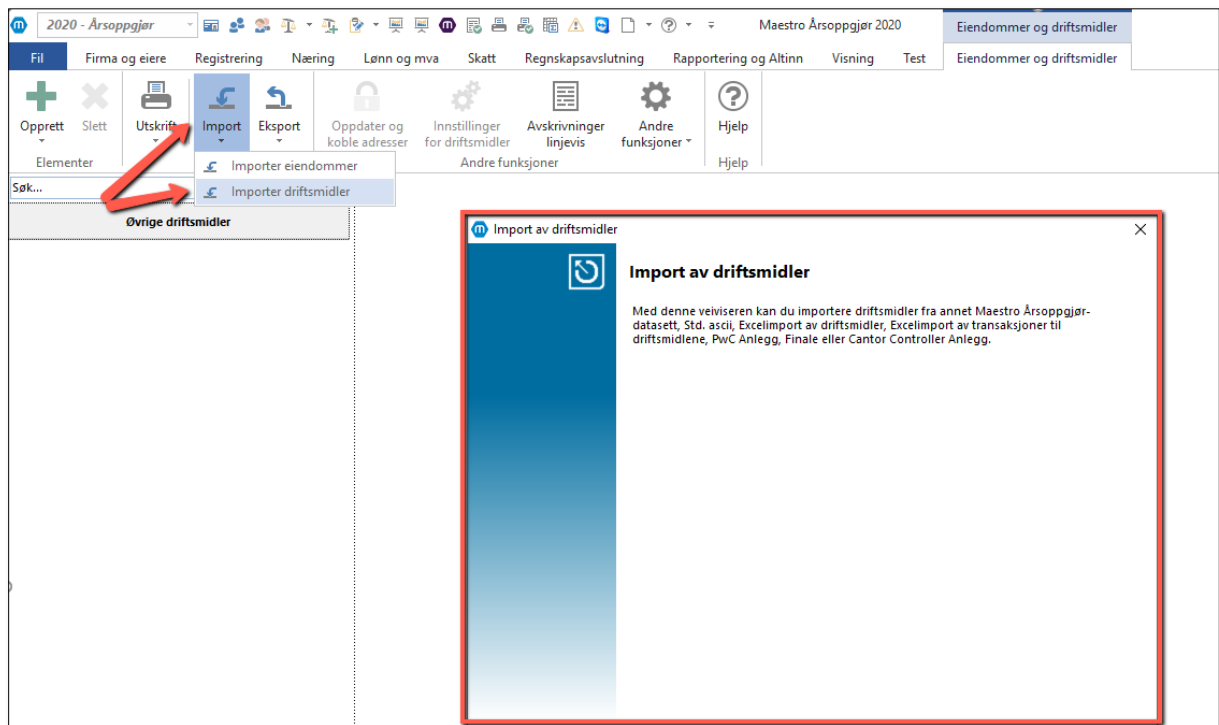 2020 - Årsoppgjør
Maestro Årsoppgjør 2020
Eiendommer og driftsmidler
Fil Firma og eiere Registrering Næring Lønn og mva Skatt Regnskapsavslutning Rapportering og Altinn Visning Test Eiendommer og driftsmidler
Opprett Slett Utskrift Import Eksport Oppdater og koble adresser Innstillinger for driftsmidler Avskrivninger linjevis Andre funksjoner Hjelp
Elementer Andre funksjoner Hjelp
Importer eiendommer
Søk...
Importer driftsmidler
Øvrige driftsmidler
Import av driftsmidler
Import av driftsmidler
Med denne veiviseren kan du importere driftsmidler fra annet Maestro Årsoppgjør-
datasett, Std. ascii, Excelimport av driftsmidler, Excelimport av transaksjoner til
driftsmidlene, PwC Anlegg, Finale eller Cantor Controller Anlegg.